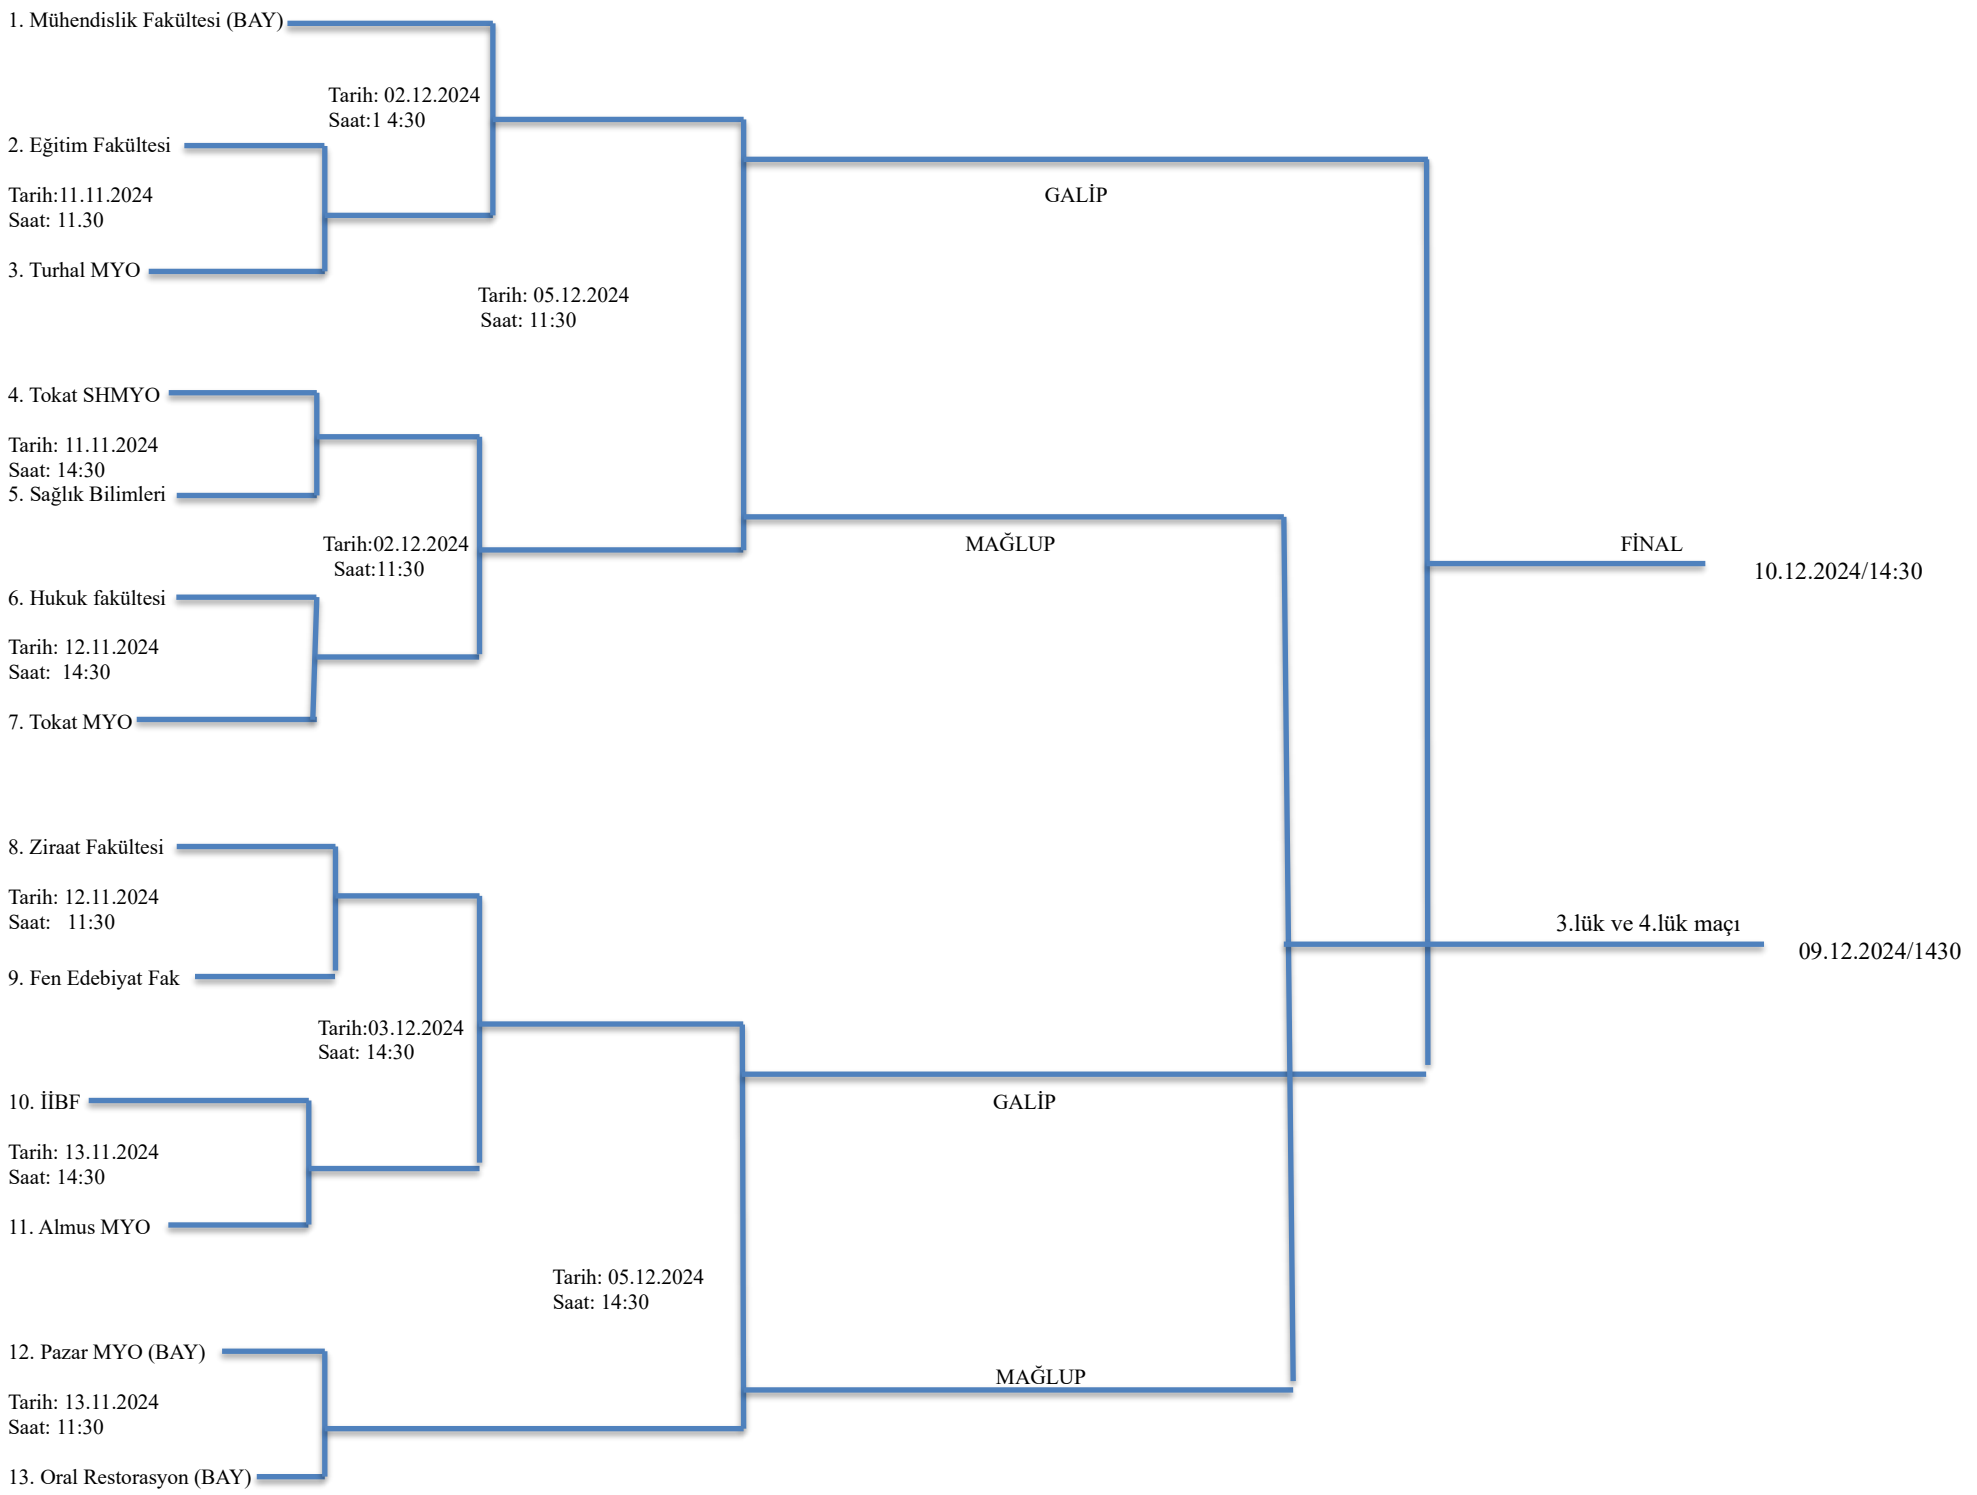 1. Mühendislik Fakültesi (BAY)
Tarih: 02.12.2024
Saat:1 4:30
2. Eğitim Fakültesi
Tarih:11.11.2024
Saat: 11.30
GALİP
3. Turhal MYO
Tarih: 05.12.2024
Saat: 11:30
4. Tokat SHMYO
Tarih: 11.11.2024
Saat: 14:30
5. Sağlık Bilimleri
Tarih:02.12.2024
Saat:11:30
MAĞLUP
FİNAL
10.12.2024/14:30
6. Hukuk fakültesi
Tarih: 12.11.2024
Saat:  14:30
7. Tokat MYO
8. Ziraat Fakültesi
Tarih: 12.11.2024
Saat:   11:30
3.lük ve 4.lük maçı
09.12.2024/1430
9. Fen Edebiyat Fak
Tarih:03.12.2024
Saat: 14:30
10. İİBF
GALİP
Tarih: 13.11.2024
Saat: 14:30
11. Almus MYO
Tarih: 05.12.2024
Saat: 14:30
12. Pazar MYO (BAY)
MAĞLUP
Tarih: 13.11.2024
Saat: 11:30
13. Oral Restorasyon (BAY)